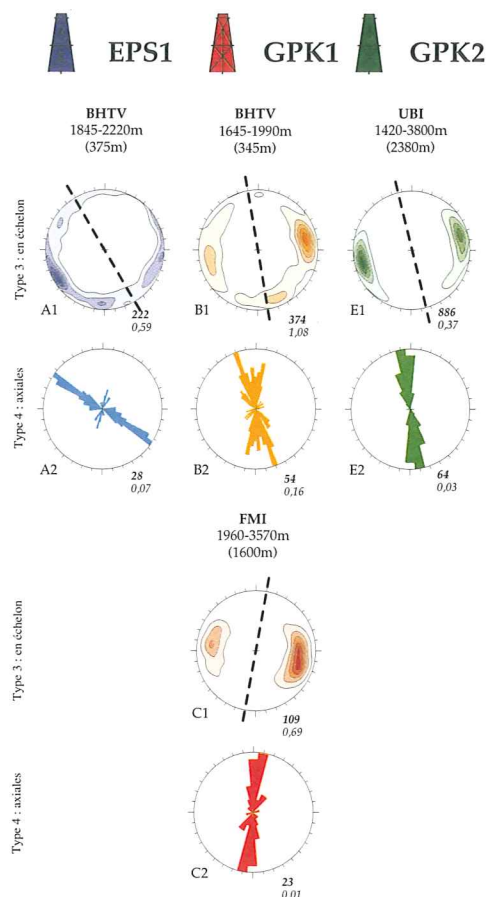 EPS1 GPK1 GPK2
BHTV BHTV UBI
1845-2220m 1645-1990m 1420-3800m
(375m) (345m) (2380m)
Type 3 : en échelon
A1 222 0,59 B1 374 1,08 E1 886 0,37
Type 4 : axiales
A2 28 0,07 B2 54 0,16 E2 64 0,03
FMI
1960-3570m
(1600m)
Type 3 : en échelon
C1 109
0,69
Type 4 : axiales
C2 23
0,01